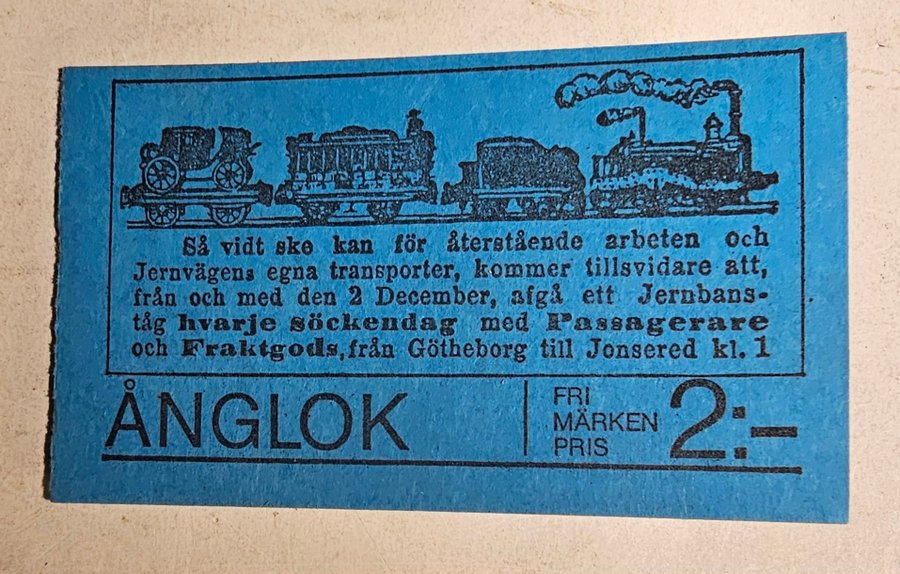 Så vidt ske kan för återstående arbeten och
Jernvägens egna transporter, kommer tillsvidare att,
från och med den 2 December, afgå ett Jernbans-
tåg hvarje söckendag med Passagerare
och Fraktgods, från Götheborg till Jonsered kl. 1
ÅNGLOK
FRI
MÄRKEN
PRIS
2:-